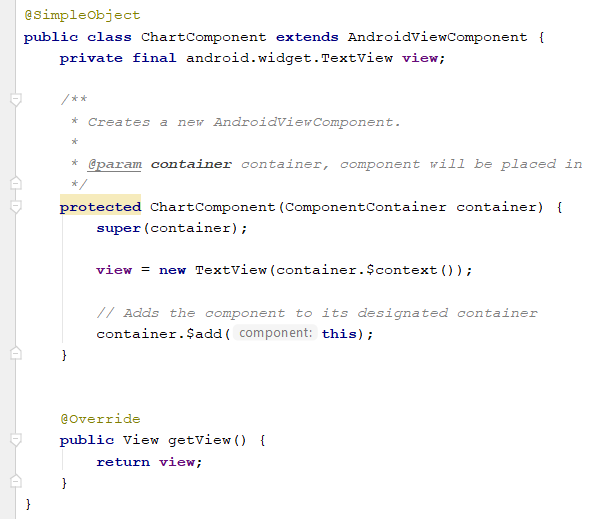 @SimpleObject
public class ChartComponent extends AndroidViewComponent {
    private final android.widget.TextView view;
    /**
     * Creates a new AndroidViewComponent.
     *
     * @param container container, component will be placed in
     */
    protected ChartComponent(ComponentContainer container) {
        super(container);
        view = new TextView(container.$context());
        // Adds the component to its designated container
        container.$add( component: this);
    }
    @Override
    public View getView() {
        return view;
    }
}